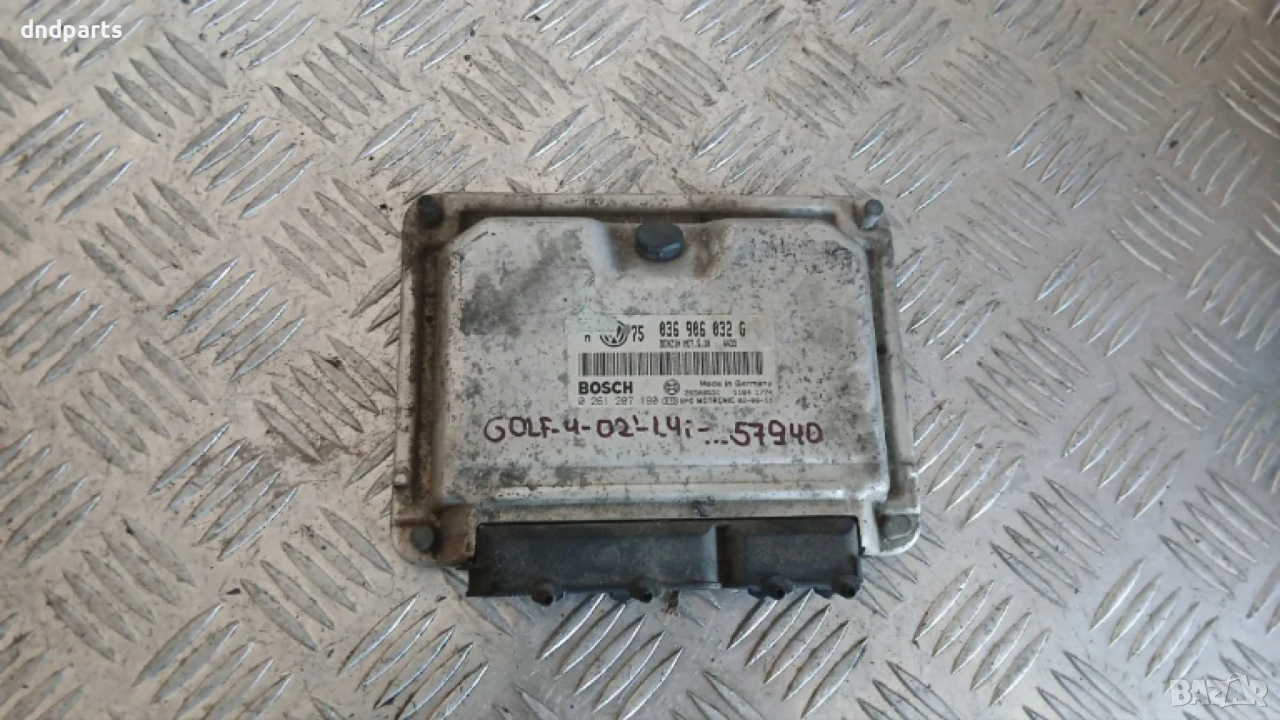 dndparts
M 75 036 906 032 G
BOSCH
Made in Germany
0 261 207 190
GOLF-4-02'-1,4i-...57940
BAZAR